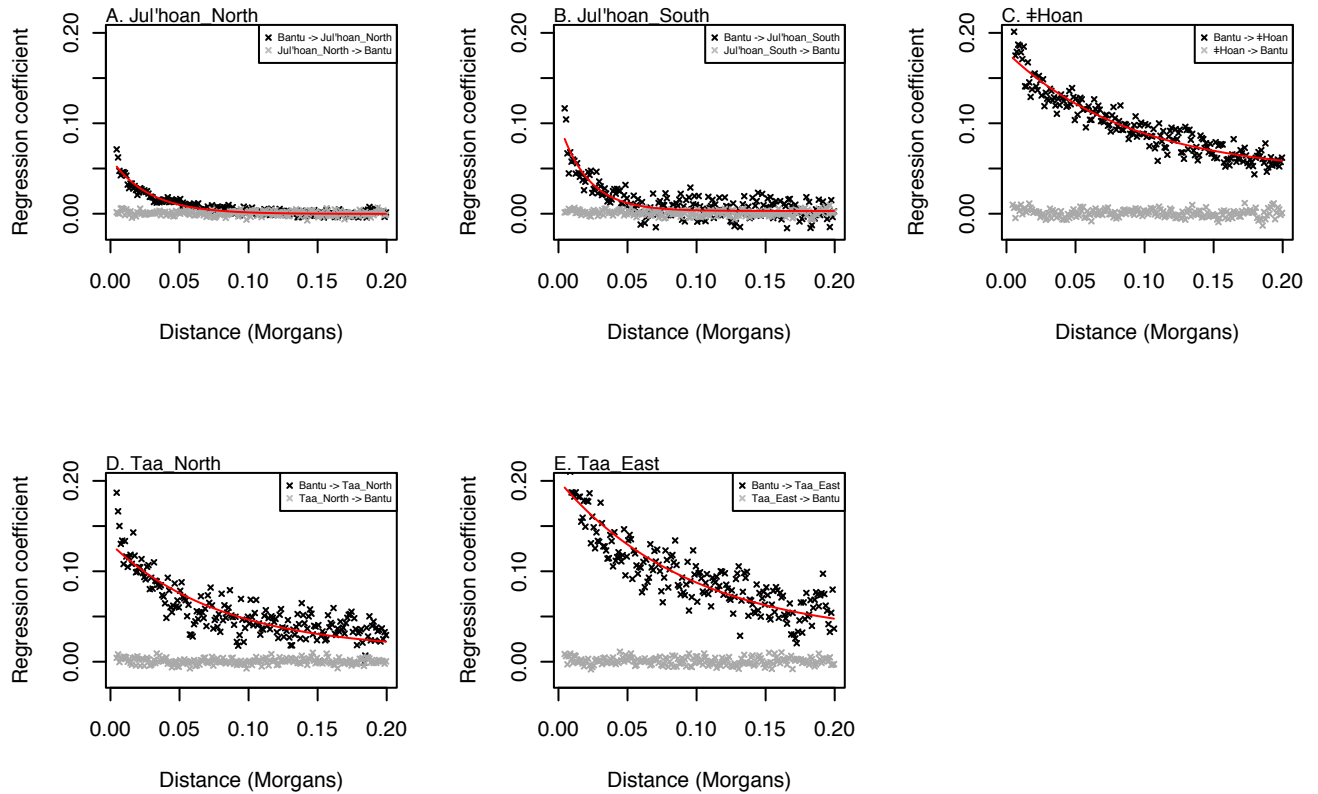 A. Jul'hoan_North
Regression coefficient
0.00 0.10 0.20
Bantu -> Jul'hoan_North
Jul'hoan_North -> Bantu
0.00 0.05 0.10 0.15 0.20
Distance (Morgans)
B. Jul'hoan_South
Regression coefficient
0.00 0.10 0.20
Bantu -> Jul'hoan_South
Jul'hoan_South -> Bantu
0.00 0.05 0.10 0.15 0.20
Distance (Morgans)
C. ǂHoan
Regression coefficient
0.00 0.10 0.20
Bantu -> ǂHoan
ǂHoan -> Bantu
0.00 0.05 0.10 0.15 0.20
Distance (Morgans)
D. Taa_North
Regression coefficient
0.00 0.10 0.20
Bantu -> Taa_North
Taa_North -> Bantu
0.00 0.05 0.10 0.15 0.20
Distance (Morgans)
E. Taa_East
Regression coefficient
0.00 0.10 0.20
Bantu -> Taa_East
Taa_East -> Bantu
0.00 0.05 0.10 0.15 0.20
Distance (Morgans)